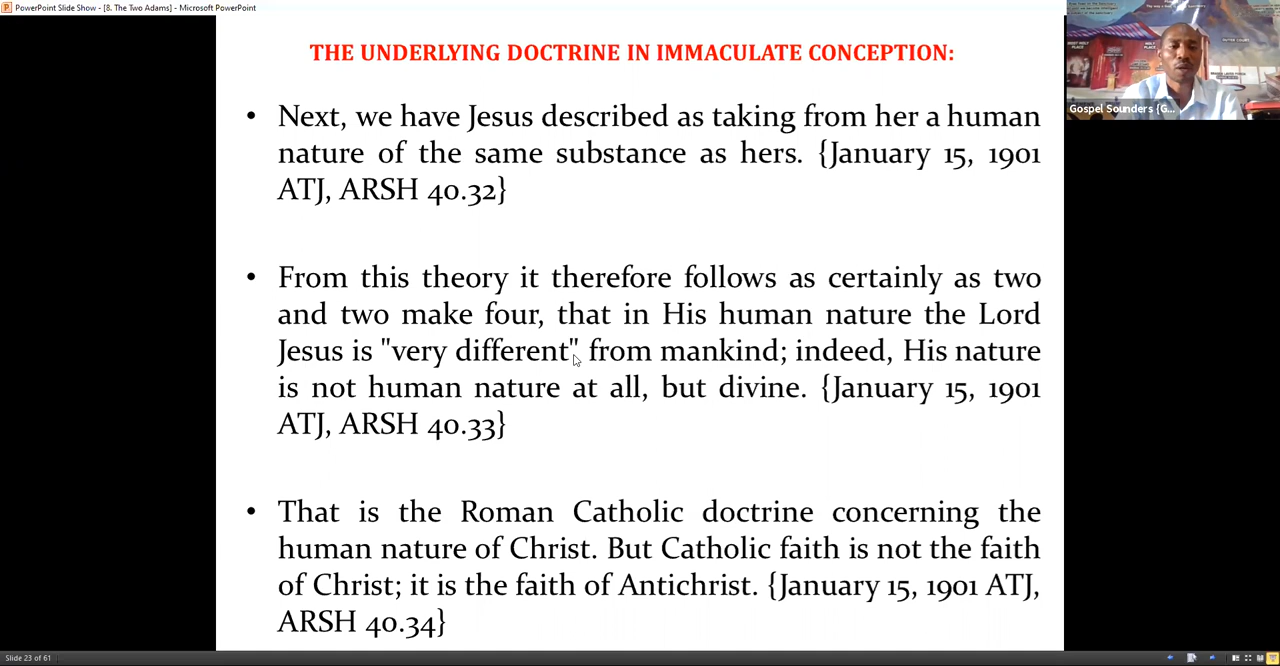 PowerPoint Slide Show - [8. The Two Adams] - Microsoft PowerPoint
THE UNDERLYING DOCTRINE IN IMMACULATE CONCEPTION:
• Next, we have Jesus described as taking from her a human
nature of the same substance as hers. {January 15, 1901
ATJ, ARSH 40.32}
• From this theory it therefore follows as certainly as two
and two make four, that in His human nature the Lord
Jesus is "very different" from mankind; indeed, His nature
is not human nature at all, but divine. {January 15, 1901
ATJ, ARSH 40.33}
• That is the Roman Catholic doctrine concerning the
human nature of Christ. But Catholic faith is not the faith
of Christ; it is the faith of Antichrist. {January 15, 1901 ATJ,
ARSH 40.34}
Gospel Sounders {G...
Slide 23 of 61